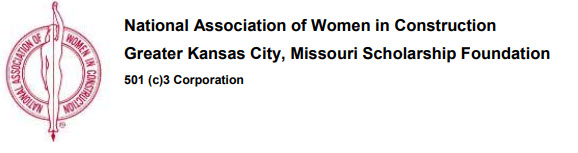 National Association of Women in Construction
Greater Kansas City, Missouri Scholarship Foundation
501 (c)3 Corporation
NATIONAL ASSOCIATION OF WOMEN IN CONSTRUCTION
®